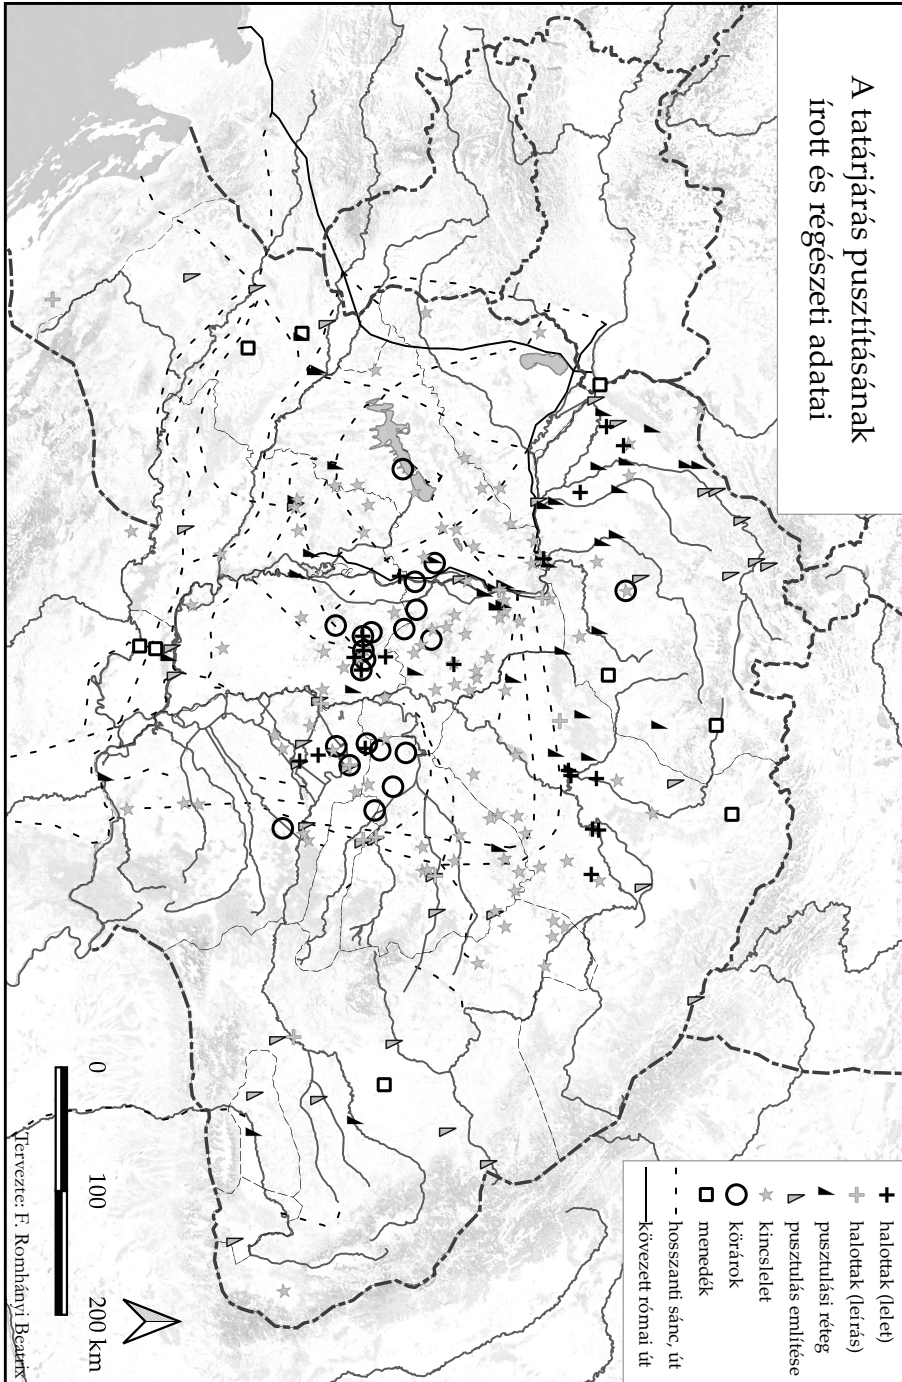 A tatárjárás pusztításának
írott és régészeti adatai
halottak (lelet)
halottak (leírás)
pusztulási réteg
pusztulás említése
kincslelet
körárok
menedék
hosszanti sánc, út
kövezett római út
0 100 200 km
Tervezte: F. Romhányi Beatrix